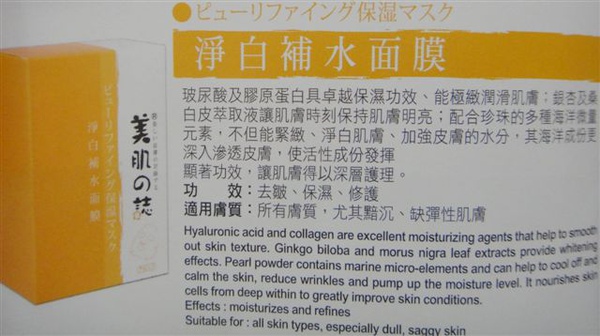 ●ピューリファイング保湿マスク
淨白補水面膜
玻尿酸及膠原蛋白具卓越保濕功效、能極緻潤滑肌膚；銀杏及桑
白皮萃取液讓肌膚時刻保持肌膚明亮；配合珍珠的多種海洋微量
元素，不但能緊緻、淨白肌膚、加強皮膚的水分，其海洋成份更
深入滲透皮膚，使活性成份發揮
顯著功效，讓肌膚得以深層護理。
功　　效：去皺、保濕、修護
適用膚質：所有膚質，尤其黯沉、缺彈性肌膚
Hyaluronic acid and collagen are excellent moisturizing agents that help to smooth
out skin texture. Ginkgo biloba and morus nigra leaf extracts provide whitening
effects. Pearl powder contains marine micro-elements and can help to cool off and
calm the skin, reduce wrinkles and pump up the moisture level. It nourishes skin
cells from deep within to greatly improve skin conditions.
Effects : moisturizes and refines
Suitable for : all skin types, especially dull, saggy skin
美肌の誌
ピューリファイング保湿マスク
淨白補水面膜